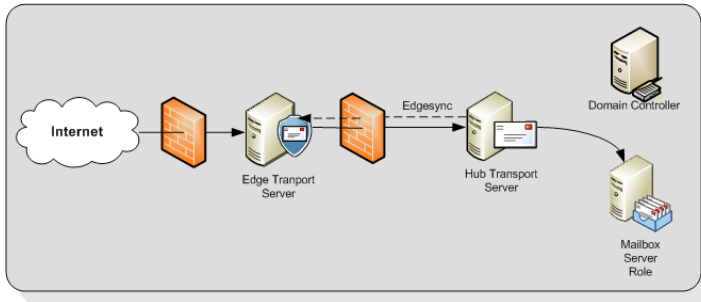 Internet
Edge Tranport
Server
Edgesync
Hub Transport
Server
Domain Controller
Mailbox
Server
Role